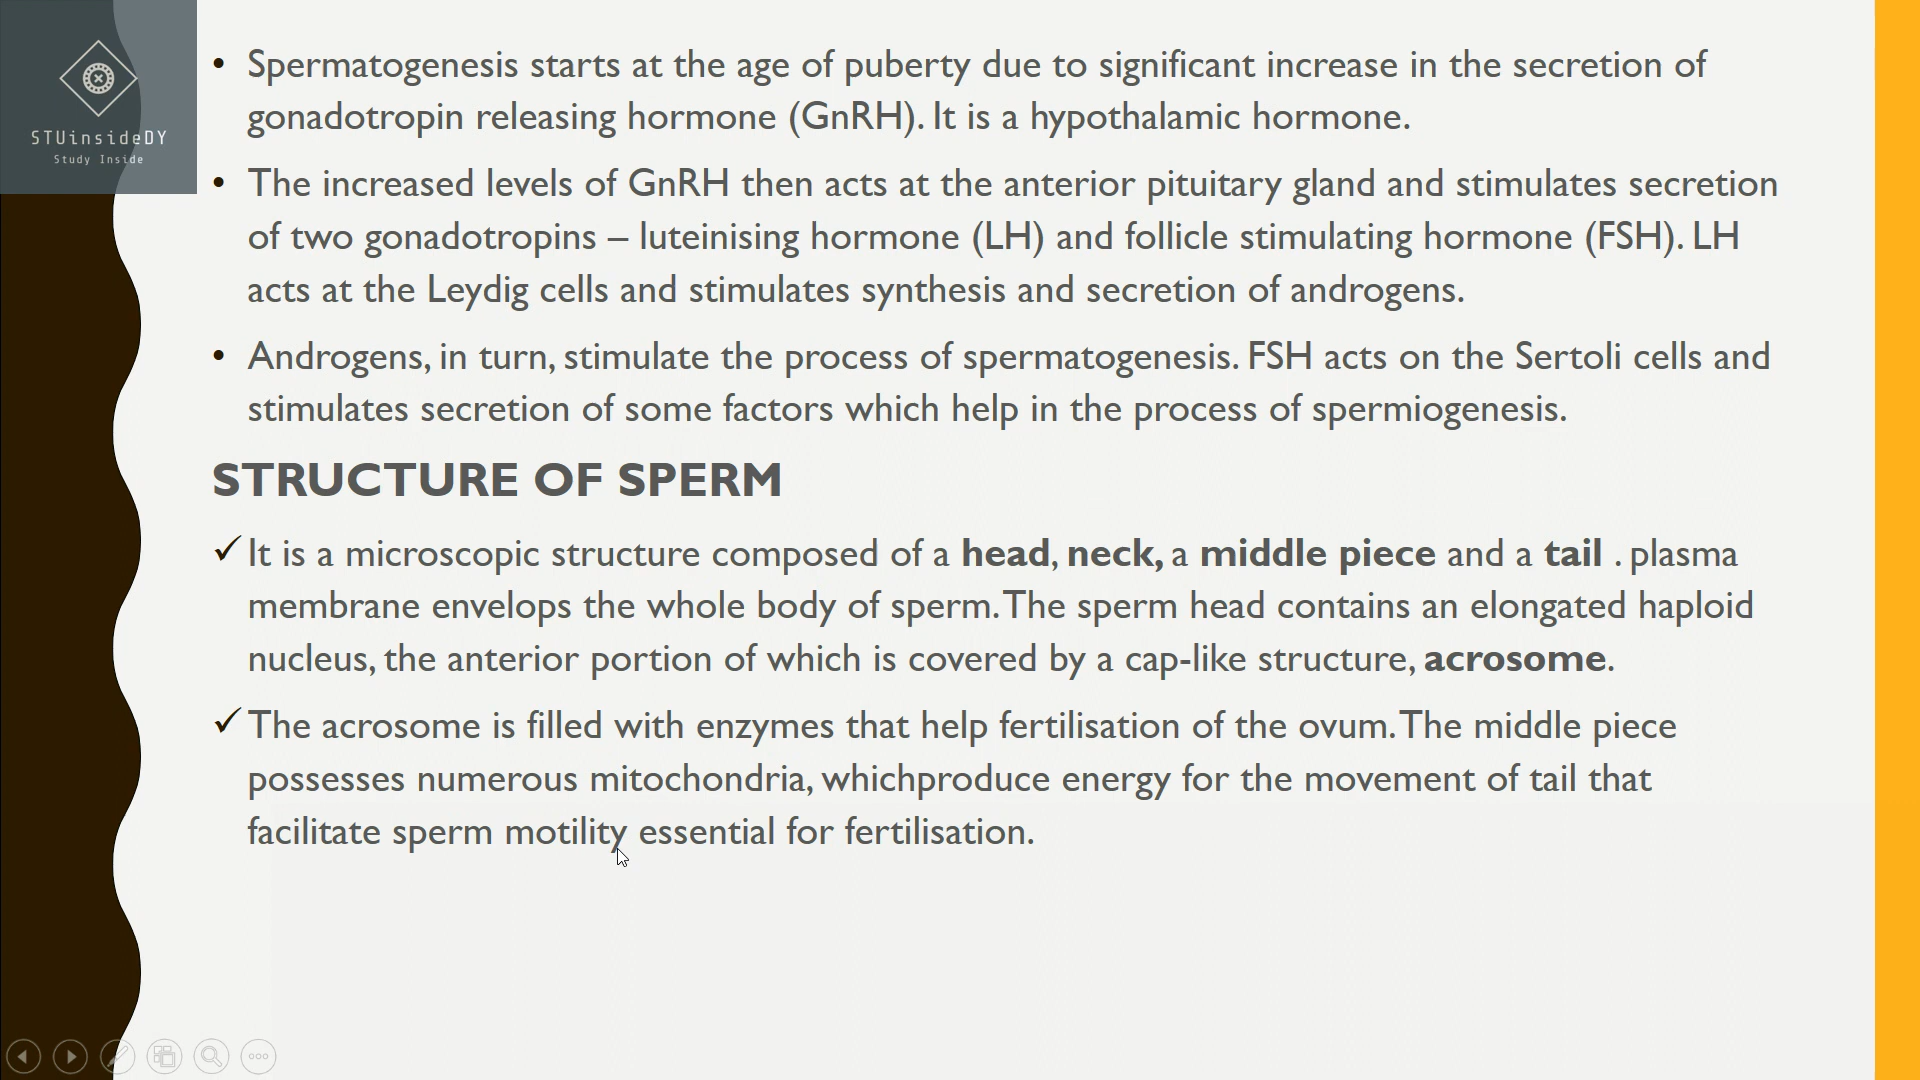 STUinsideDY
Study Inside
• Spermatogenesis starts at the age of puberty due to significant increase in the secretion of
gonadotropin releasing hormone (GnRH). It is a hypothalamic hormone.
• The increased levels of GnRH then acts at the anterior pituitary gland and stimulates secretion
of two gonadotropins – luteinising hormone (LH) and follicle stimulating hormone (FSH). LH
acts at the Leydig cells and stimulates synthesis and secretion of androgens.
• Androgens, in turn, stimulate the process of spermatogenesis. FSH acts on the Sertoli cells and
stimulates secretion of some factors which help in the process of spermiogenesis.
STRUCTURE OF SPERM
✓ It is a microscopic structure composed of a head, neck, a middle piece and a tail . plasma
membrane envelops the whole body of sperm. The sperm head contains an elongated haploid
nucleus, the anterior portion of which is covered by a cap-like structure, acrosome.
✓ The acrosome is filled with enzymes that help fertilisation of the ovum. The middle piece
possesses numerous mitochondria, whichproduce energy for the movement of tail that
facilitate sperm motility essential for fertilisation.